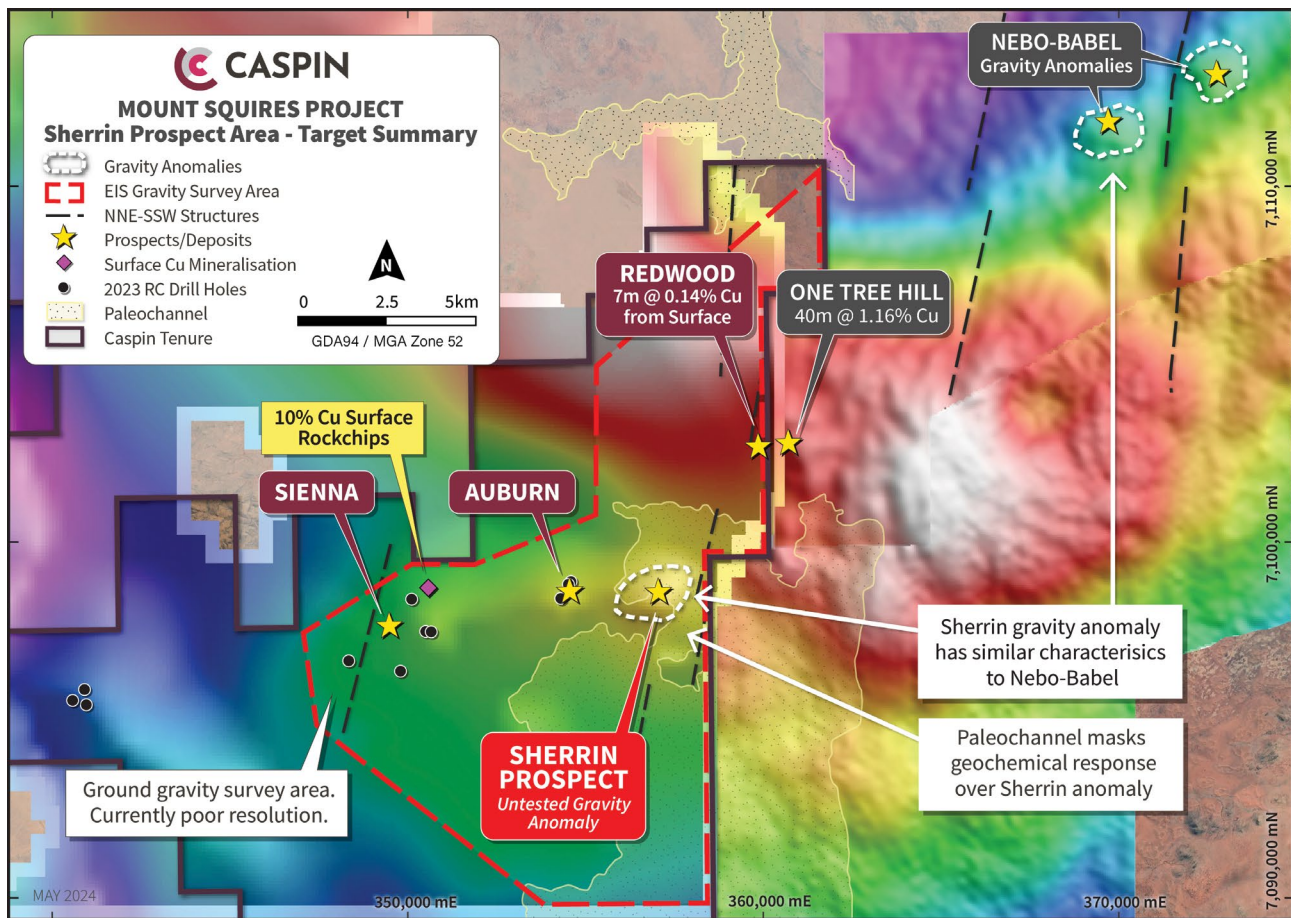 CASPIN
MOUNT SQUIRES PROJECT
Sherrin Prospect Area - Target Summary
Gravity Anomalies
EIS Gravity Survey Area
NNE-SSW Structures
Prospects/Deposits
Surface Cu Mineralisation
2023 RC Drill Holes
Paleochannel
Caspin Tenure
N
0 2.5 5km
GDA94 / MGA Zone 52
NEBO-BABEL
Gravity Anomalies
7,110,000 mN
REDWOOD
7m @ 0.14% Cu
from Surface
ONE TREE HILL
40m @ 1.16% Cu
10% Cu Surface
Rockchips
SIENNA
AUBURN
7,100,000 mN
Sherrin gravity anomaly
has similar characterisics
to Nebo-Babel
SHERRIN
PROSPECT
Untested Gravity
Anomaly
Paleochannel masks
geochemical response
over Sherrin anomaly
Ground gravity survey area.
Currently poor resolution.
7,090,000 mN
MAY 2024
350,000 mE
360,000 mE
370,000 mE